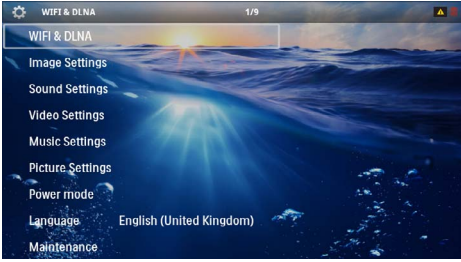 WIFI & DLNA 1/9
WIFI & DLNA
Image Settings
Sound Settings
Video Settings
Music Settings
Picture Settings
Power mode
Language English (United Kingdom)
Maintenance